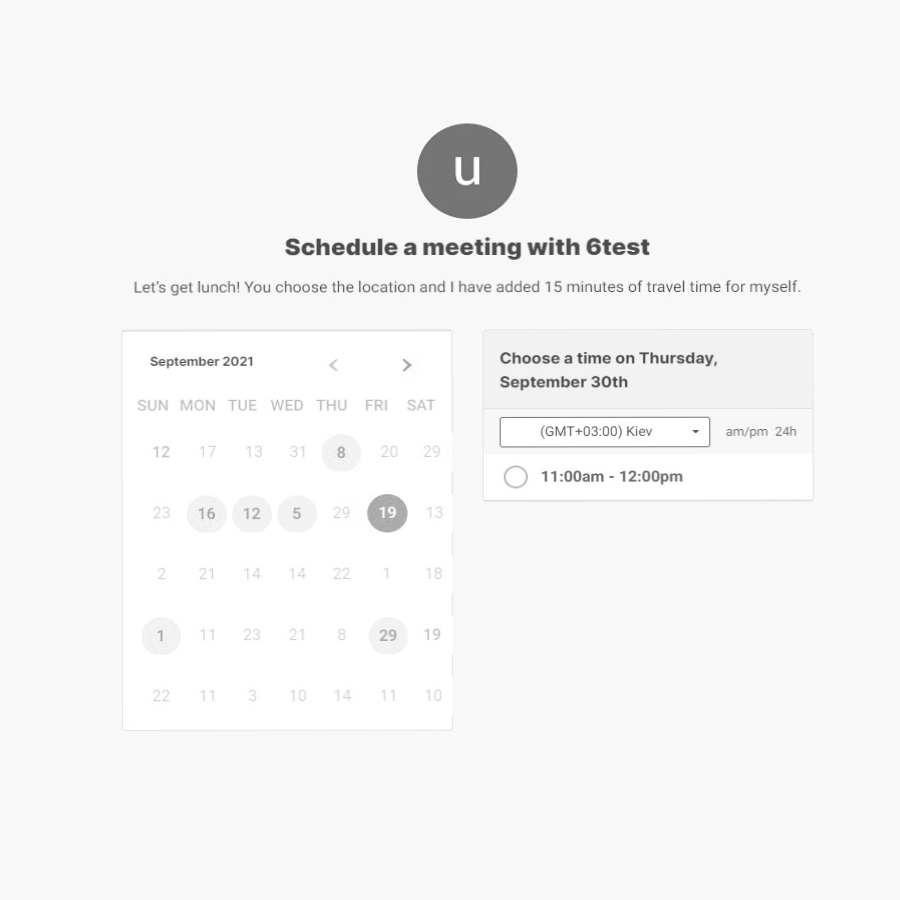 u
Schedule a meeting with 6test
Let's get lunch! You choose the location and I have added 15 minutes of travel time for myself.
September 2021
SUN MON TUE WED THU FRI SAT
12 17 13 31 8 20 29
23 16 12 5 29 19 13
2 21 14 14 22 1 18
1 11 23 21 8 29 19
22 11 3 10 14 11 10
Choose a time on Thursday,
September 30th
(GMT+03:00) Kiev am/pm 24h
11:00am - 12:00pm